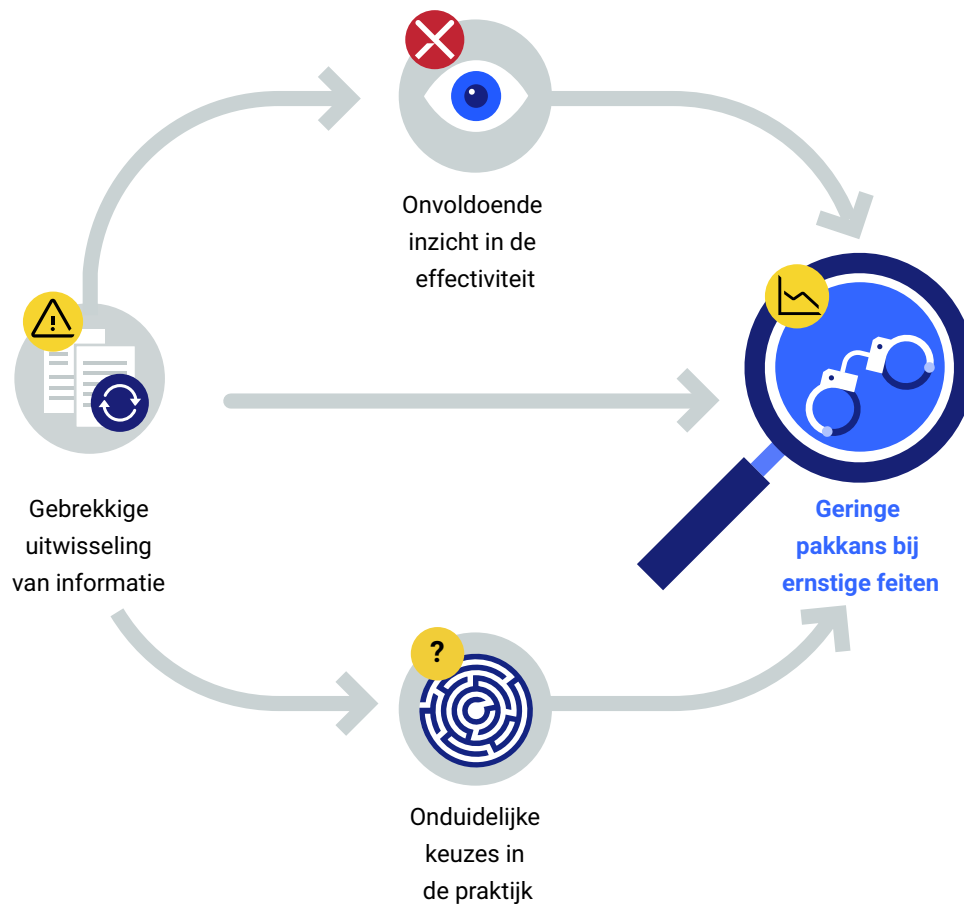 Onvoldoende
inzicht in de
effectiviteit
Gebrekkige
uitwisseling
van informatie
Geringe
pakkans bij
ernstige feiten
?
Onduidelijke
keuzes in
de praktijk